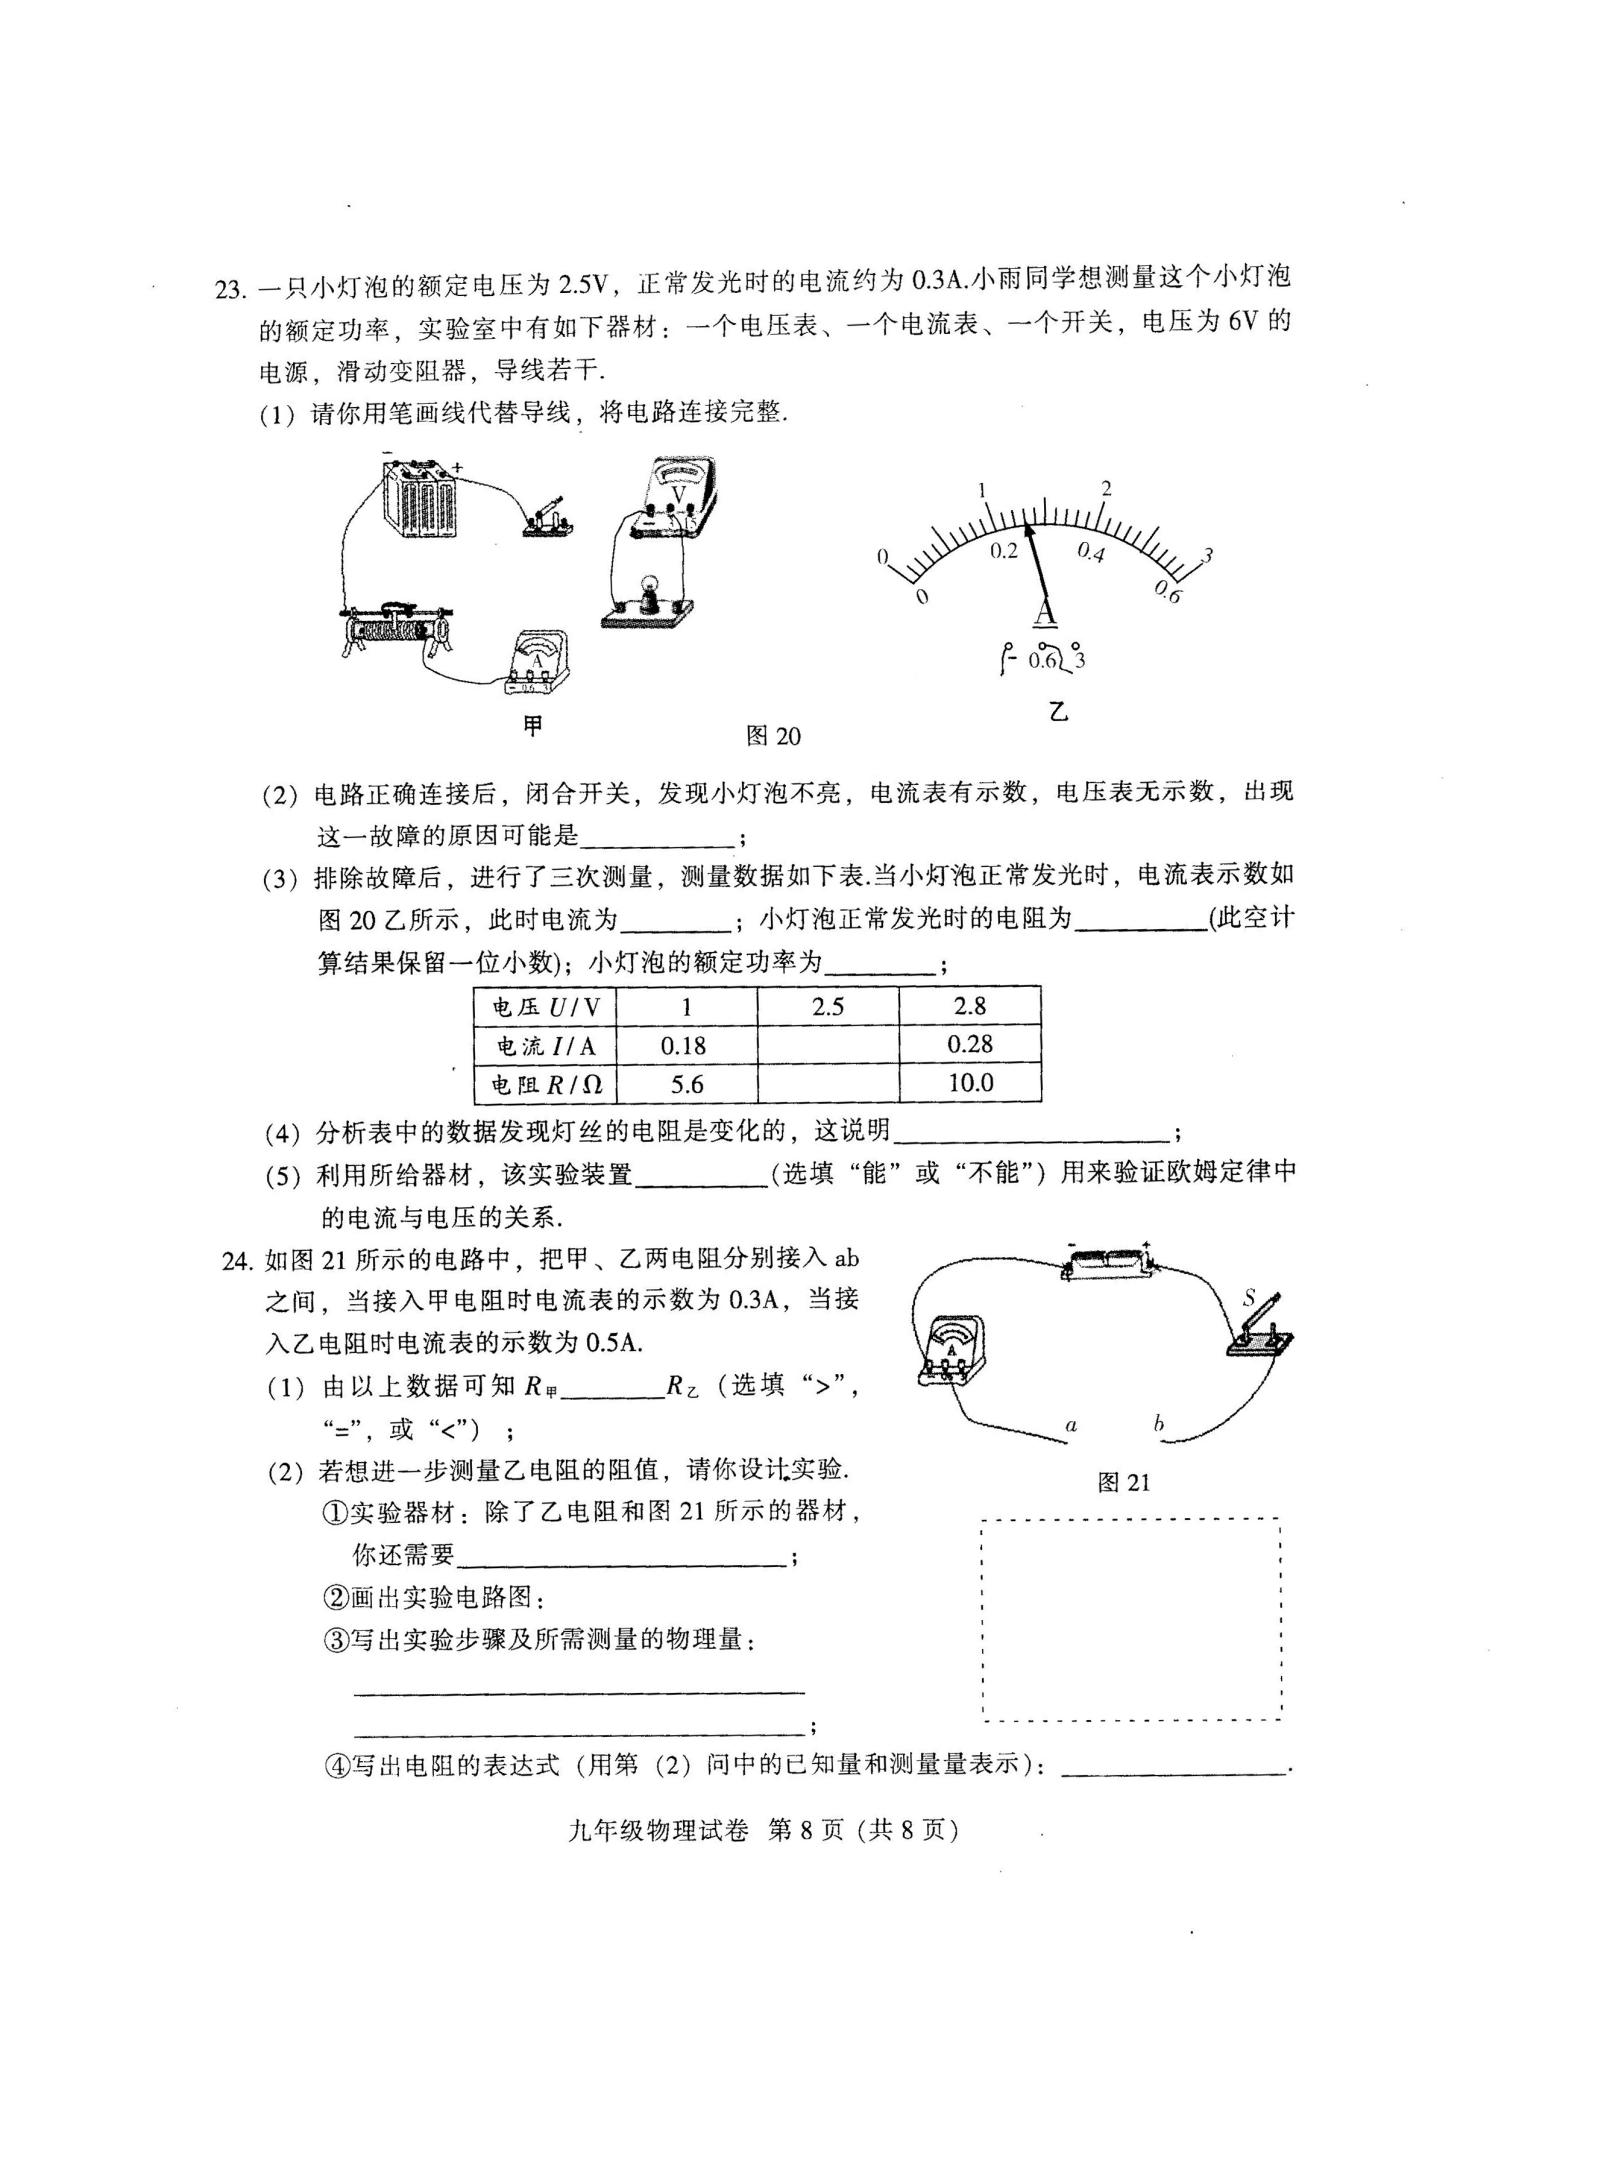 23. 一只小灯泡的额定电压为 2.5V，正常发光时的电流约为 0.3A.小雨同学想测量这个小灯泡
的额定功率，实验室中有如下器材：一个电压表、一个电流表、一个开关，电压为 6V 的
电源，滑动变阻器，导线若干.
(1) 请你用笔画线代替导线，将电路连接完整.
- +
V
A
- 0.6 3
甲
0 1 2 3
0 0.2 0.4 0.6
A
- 0.6 3
乙
图 20
(2) 电路正确连接后，闭合开关，发现小灯泡不亮，电流表有示数，电压表无示数，出现
这一故障的原因可能是____________；
(3) 排除故障后，进行了三次测量，测量数据如下表.当小灯泡正常发光时，电流表示数如
图 20 乙所示，此时电流为________；小灯泡正常发光时的电阻为__________(此空计
算结果保留一位小数)；小灯泡的额定功率为________；
电压 U/V 1 2.5 2.8
电流 I/A 0.18 0.28
电阻 R/Ω 5.6 10.0
(4) 分析表中的数据发现灯丝的电阻是变化的，这说明____________________；
(5) 利用所给器材，该实验装置__________(选填“能”或“不能”) 用来验证欧姆定律中
的电流与电压的关系.
24. 如图 21 所示的电路中，把甲、乙两电阻分别接入 ab
之间，当接入甲电阻时电流表的示数为 0.3A，当接
入乙电阻时电流表的示数为 0.5A.
(1) 由以上数据可知 R甲________R乙（选填“>”，
“=”，或“<”）；
(2) 若想进一步测量乙电阻的阻值，请你设计实验.
①实验器材：除了乙电阻和图 21 所示的器材，
你还需要________________________；
②画出实验电路图：
③写出实验步骤及所需测量的物理量：
________________________________
________________________________；
- +
S
A
a b
图 21
④写出电阻的表达式（用第（2）问中的已知量和测量量表示）：________________.
九年级物理试卷 第 8 页 (共 8 页)